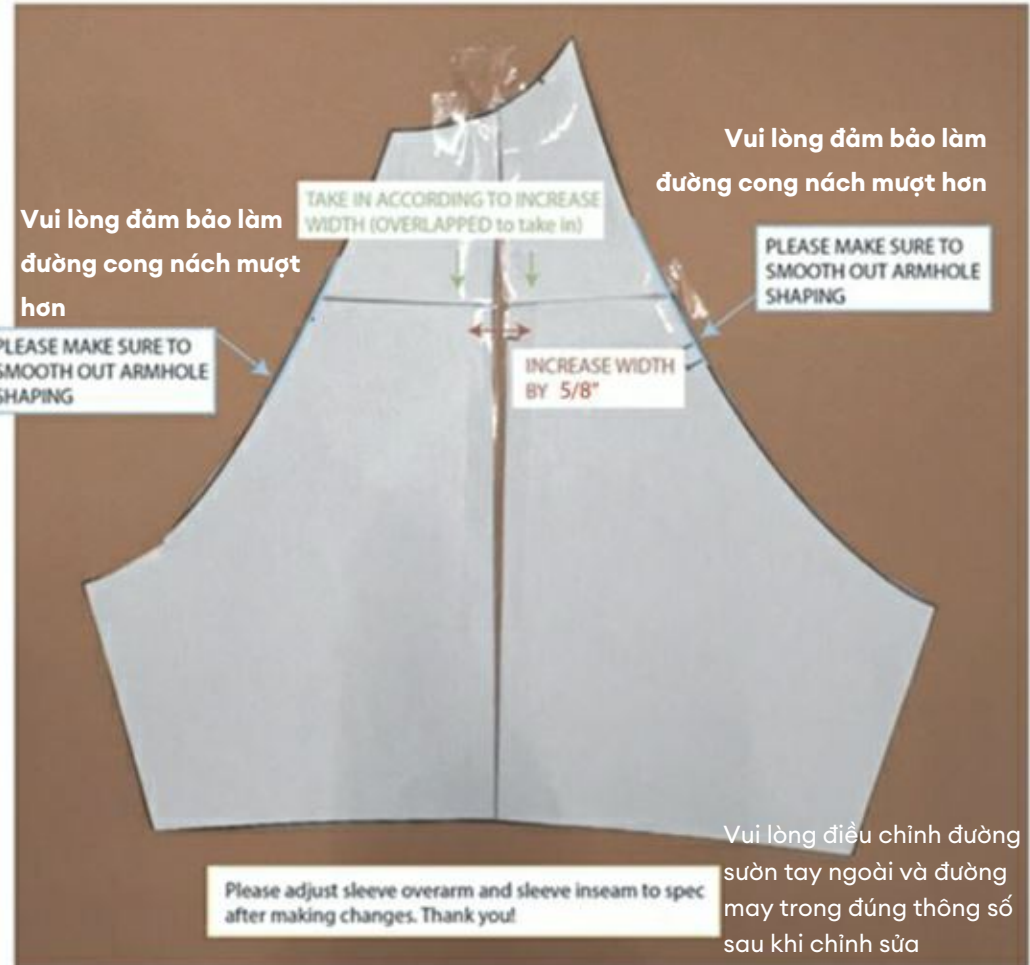 Vui lòng đảm bảo làm
đường cong nách mượt hơn
TAKE IN ACCORDING TO INCREASE
WIDTH (OVERLAPPED to take in)
Vui lòng đảm bảo làm
đường cong nách mượt
hơn
PLEASE MAKE SURE TO
SMOOTH OUT ARMHOLE
SHAPING
PLEASE MAKE SURE TO
SMOOTH OUT ARMHOLE
SHAPING
INCREASE WIDTH
BY 5/8"
Vui lòng điều chỉnh đường
sườn tay ngoài và đường
may trong đúng thông số
sau khi chỉnh sửa
Please adjust sleeve overarm and sleeve inseam to spec
after making changes. Thank you!